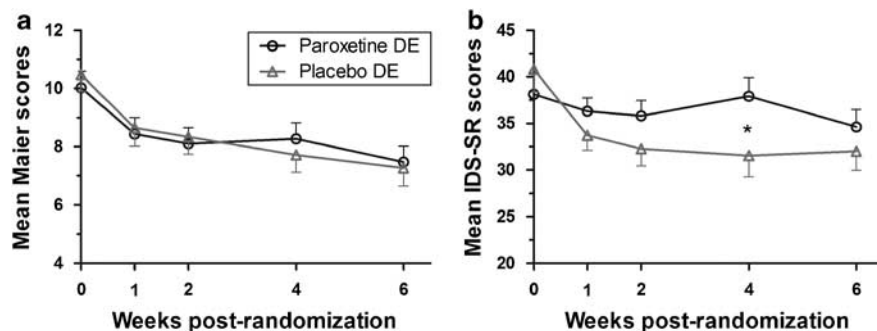 a
Mean Maier scores
12
10
8
6
4
Paroxetine DE
Placebo DE
0 1 2 4 6
Weeks post-randomization
b
Mean IDS-SR scores
45
40
35
30
25
20
*
0 1 2 4 6
Weeks post-randomization